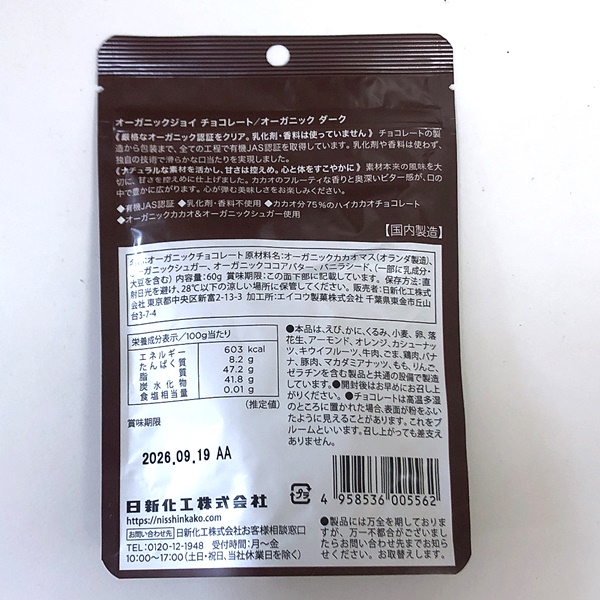 オーガニックジョイ チョコレート/オーガニック ダーク
《厳格なオーガニック認証をクリア。乳化剤・香料は使っていません》 チョコレートの製
造から包装まで、全ての工程で有機JAS認証を取得しています。乳化剤や香料は使わず、
独自の技術で滑らかな口当たりを実現しました。
《ナチュラルな素材を活かし、甘さは控えめ。心と体をすこやかに》 素材本来の風味を大
切に、甘さを控えめに仕上げました。カカオのフルーティな香りと奥深いビター感が、口の
中で豊かに広がります。心が弾む美味しさをお楽しみください。
◆有機JAS認証 ◆乳化剤・香料不使用 ◆カカオ分75%のハイカカオチョコレート
◆オーガニックカカオ&オーガニックシュガー使用
【国内製造】
名称:オーガニックチョコレート 原材料名:オーガニックカカオマス(オランダ製造)、
オーガニックシュガー、オーガニックココアバター、バニラシード、(一部に乳成分・
大豆を含む) 内容量:60g 賞味期限:この面下部に記載しています。 保存方法:直
射日光を避け、28℃以下の涼しい場所に保管してください。 販売者:日新化工株式
会社 東京都中央区新富2-13-3 加工所:エイコウ製菓株式会社 千葉県東金市丘山
台3-7-4
栄養成分表示/100g当たり
エネルギー 603 kcal
たんぱく質 8.2 g
脂質 47.2 g
炭水化物 41.8 g
食塩相当量 0.01 g
(推定値)
賞味期限
2026.09.19 AA
●本品は、えび、かに、くるみ、小麦、卵、落
花生、アーモンド、オレンジ、カシューナッ
ツ、キウイフルーツ、牛肉、ごま、鶏肉、バナ
ナ、豚肉、マカダミアナッツ、もも、りんご、
ゼラチンを含む製品と共通の設備で製造
しています。●開封後はお早めにお召し上
がりください。●チョコレートは高温多湿
のところに置かれた場合、表面が粉をふい
たように見えることがあります。これをブ
ルームといいます。召し上がっても差支え
ありません。
日新化工株式会社
https://nisshinkako.com
お問い合わせ先 日新化工株式会社お客様相談窓口
TEL:0120-12-1948 受付時間:月〜金
10:00〜17:00(土日・祝日、当社休業日を除く)
プラ
4 958536 005562
●製品には万全を期しておりま
すが、万一不都合がございまし
たらお問い合わせ先までお知ら
せください。お取替えします。